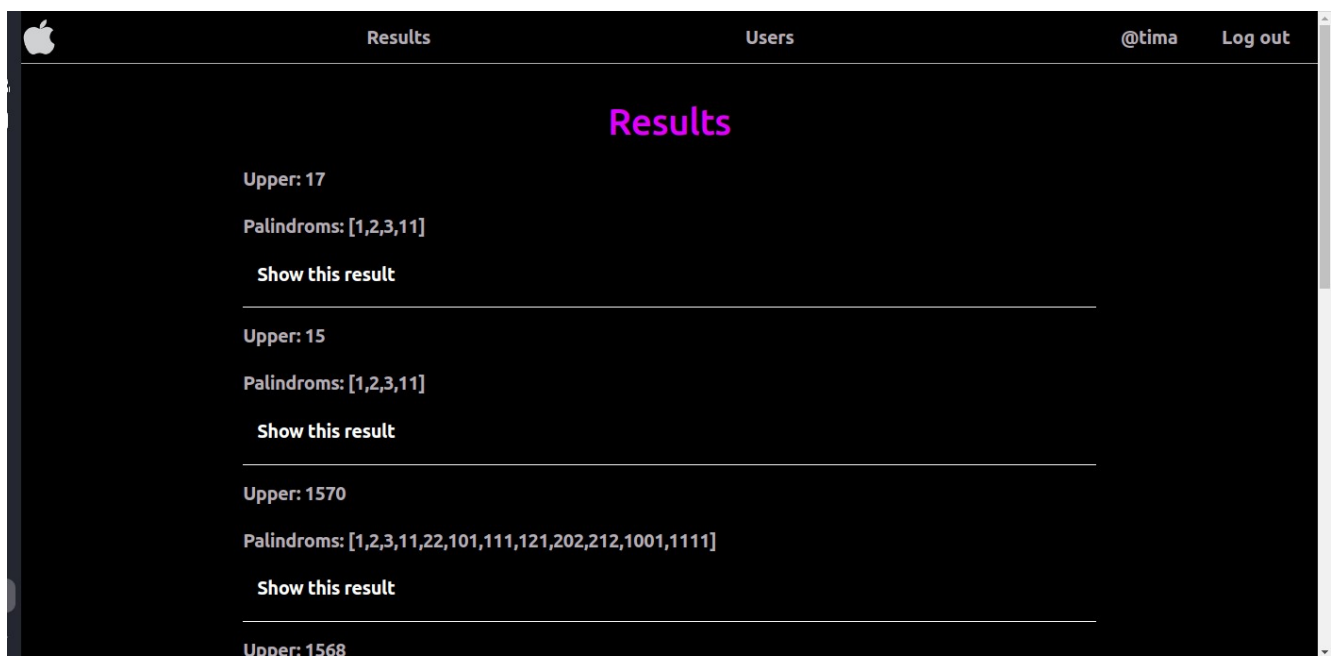 Results Users @tima Log out
Results
Upper: 17
Palindroms: [1,2,3,11]
Show this result
Upper: 15
Palindroms: [1,2,3,11]
Show this result
Upper: 1570
Palindroms: [1,2,3,11,22,101,111,121,202,212,1001,1111]
Show this result
Upper: 1568